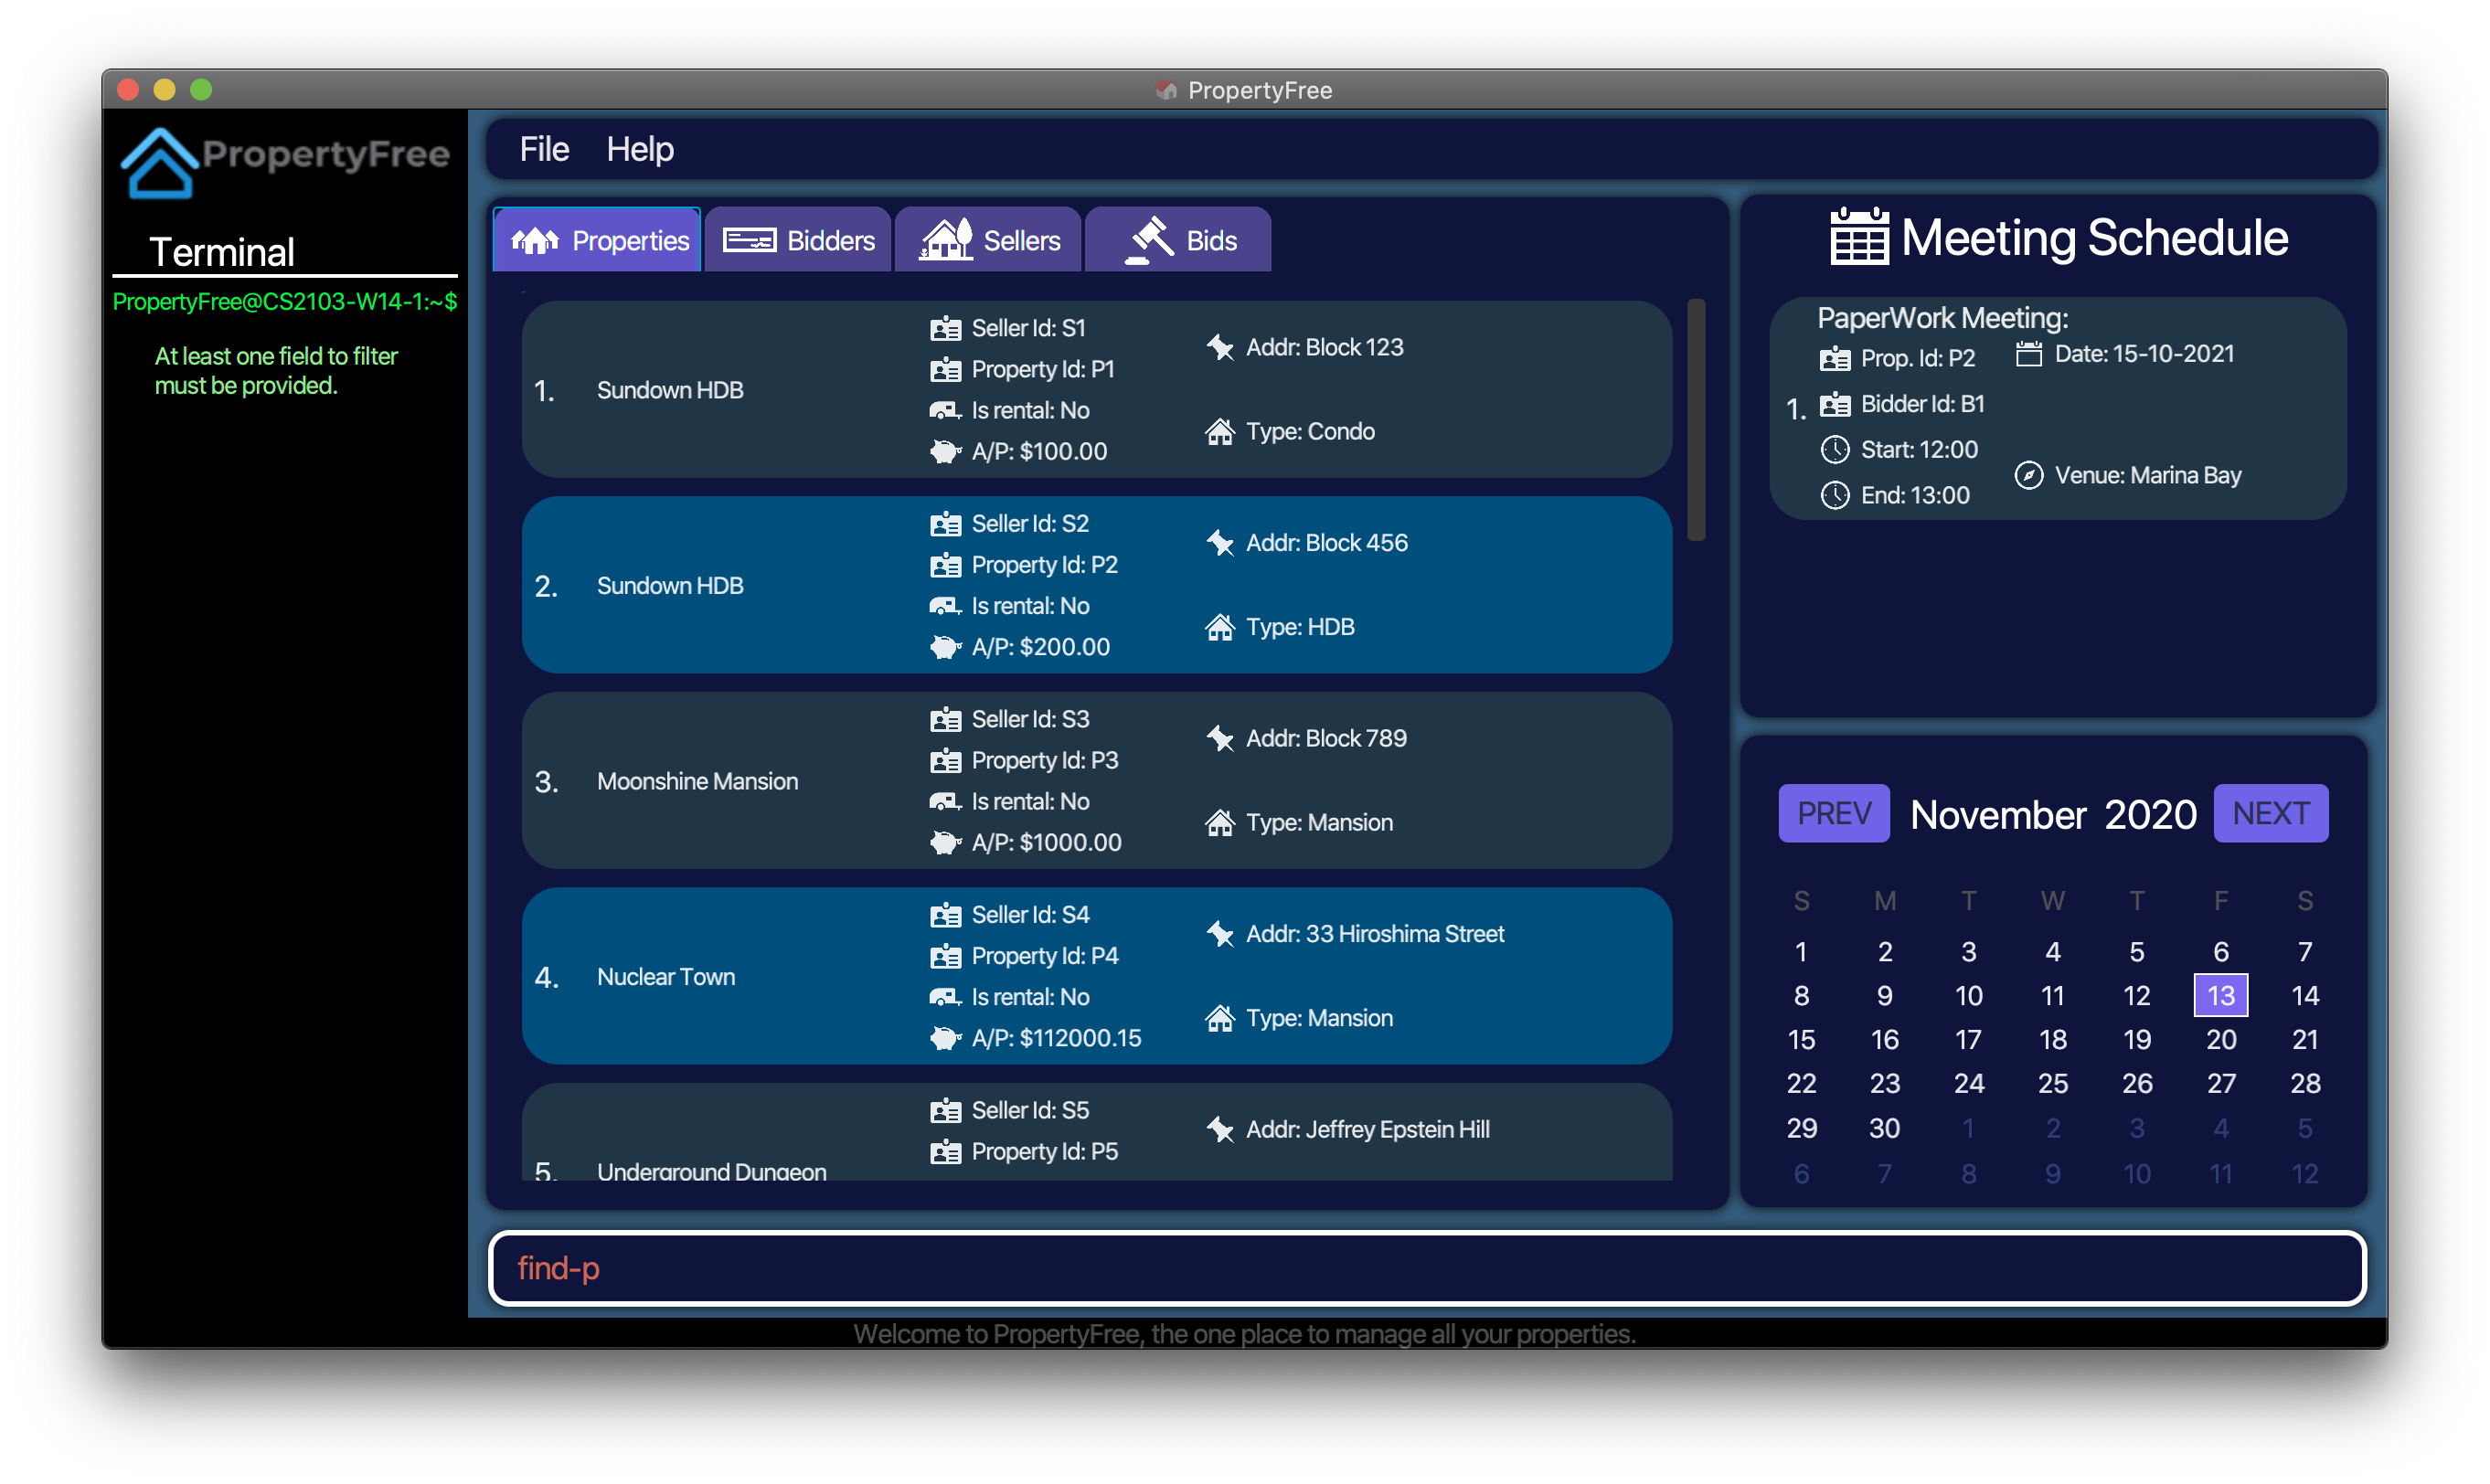 PropertyFree
PropertyFree
File Help
Terminal
PropertyFree@CS2103-W14-1:~$
At least one field to filter
must be provided.
Properties Bidders Sellers Bids
1. Sundown HDB
Seller Id: S1
Property Id: P1
Is rental: No
A/P: $100.00
Addr: Block 123
Type: Condo
2. Sundown HDB
Seller Id: S2
Property Id: P2
Is rental: No
A/P: $200.00
Addr: Block 456
Type: HDB
3. Moonshine Mansion
Seller Id: S3
Property Id: P3
Is rental: No
A/P: $1000.00
Addr: Block 789
Type: Mansion
4. Nuclear Town
Seller Id: S4
Property Id: P4
Is rental: No
A/P: $112000.15
Addr: 33 Hiroshima Street
Type: Mansion
5. Underground Dungeon
Seller Id: S5
Property Id: P5
Addr: Jeffrey Epstein Hill
Meeting Schedule
1.
PaperWork Meeting:
Prop. Id: P2
Bidder Id: B1
Start: 12:00
End: 13:00
Date: 15-10-2021
Venue: Marina Bay
PREV November 2020 NEXT
S M T W T F S
1 2 3 4 5 6 7
8 9 10 11 12 13 14
15 16 17 18 19 20 21
22 23 24 25 26 27 28
29 30 1 2 3 4 5
6 7 8 9 10 11 12
find-p
Welcome to PropertyFree, the one place to manage all your properties.